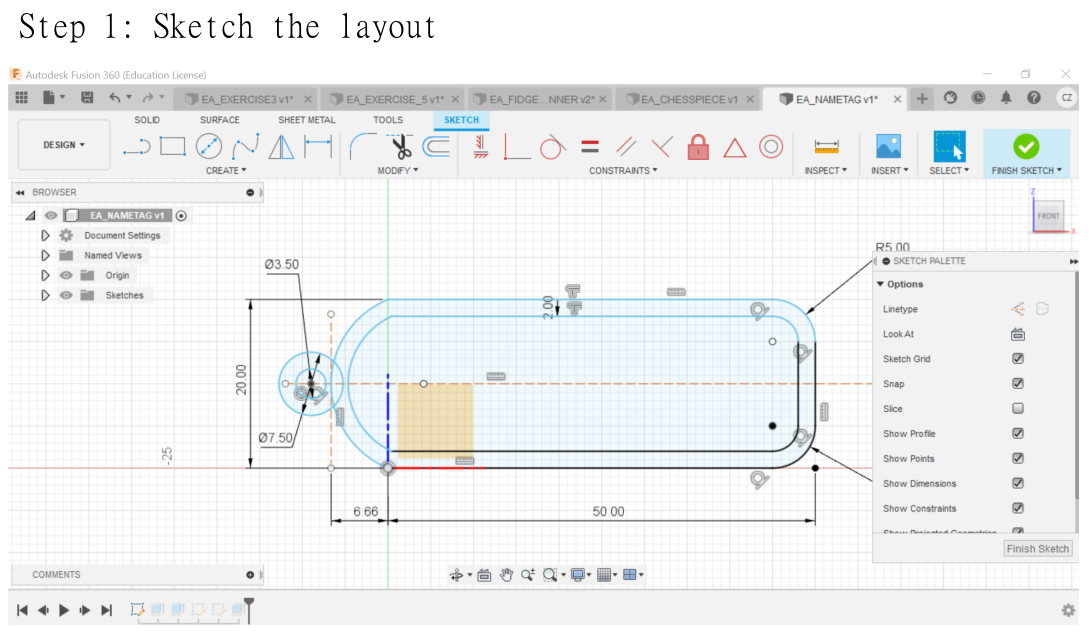 Step 1: Sketch the layout
Autodesk Fusion 360 (Education License)
EA_EXERCISE3 v1*
EA_EXERCISE_5 v1*
EA_FIDGE...NNER v2*
EA_CHESSPIECE v1
EA_NAMETAG v1*
CZ
SOLID SURFACE SHEET METAL TOOLS SKETCH
DESIGN
CREATE MODIFY CONSTRAINTS INSPECT INSERT SELECT FINISH SKETCH
BROWSER
EA_NAMETAG v1
Document Settings
Named Views
Origin
Sketches
Z
FRONT
X
R5.00
Ø3.50
2.00
20.00
Ø7.50
-25
6.66
50.00
SKETCH PALETTE
Options
Linetype
Look At
Sketch Grid
Snap
Slice
Show Profile
Show Points
Show Dimensions
Show Constraints
Show Projected Geometries
Finish Sketch
COMMENTS